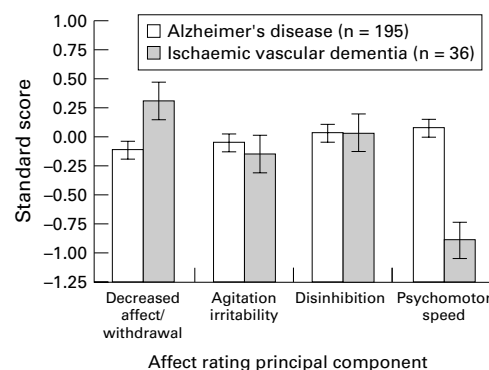 1.00
0.75
0.50
0.25
0.00
–0.25
–0.50
–0.75
–1.00
–1.25
Standard score
Alzheimer's disease (n = 195)
Ischaemic vascular dementia (n = 36)
Decreased
affect/
withdrawal
Agitation
irritability
Disinhibition
Psychomotor
speed
Affect rating principal component